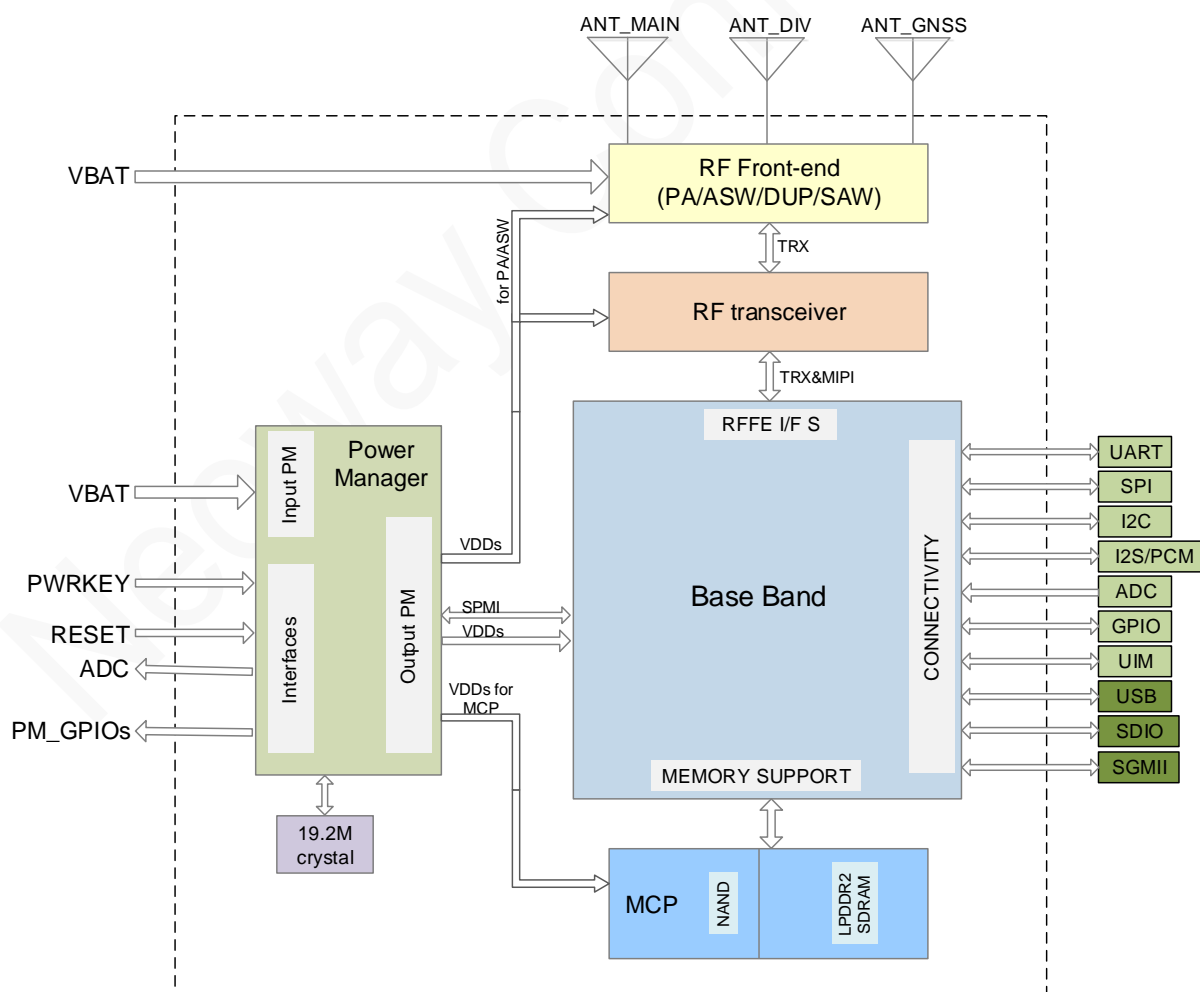 ANT_MAIN
ANT_DIV
ANT_GNSS
VBAT
RF Front-end
(PA/ASW/DUP/SAW)
for PA/ASW
TRX
RF transceiver
TRX&MIPI
RFFE I/F S
Power
Manager
Input PM
VBAT
Interfaces
Output PM
VDDs
PWRKEY
SPMI
RESET
VDDs
ADC
VDDs for
MCP
PM_GPIOs
Base Band
CONNECTIVITY
MEMORY SUPPORT
UART
SPI
I2C
I2S/PCM
ADC
GPIO
UIM
USB
SDIO
SGMII
19.2M
crystal
MCP
NAND
LPDDR2
SDRAM
Neoway Com